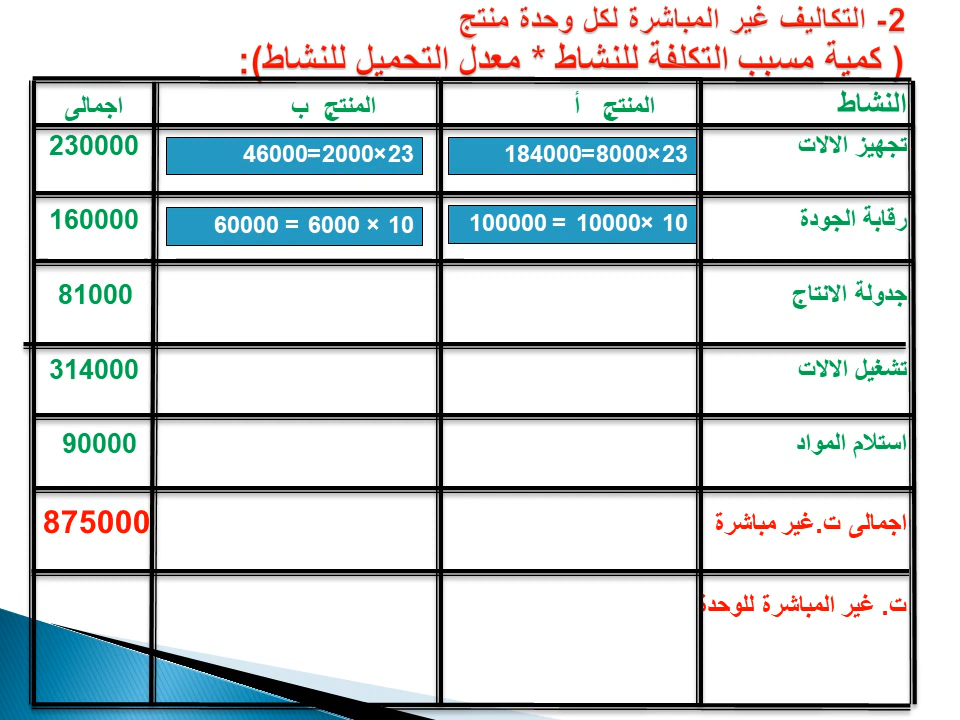 2- التكاليف غير المباشرة لكل وحدة منتج
( كمية مسبب التكلفة للنشاط * معدل التحميل للنشاط):
النشاط المنتج أ المنتج ب اجمالى
تجهيز الالات 23×8000=184000 23×2000=46000 230000
رقابة الجودة 10 ×10000 = 100000 10 × 6000 = 60000 160000
جدولة الانتاج 81000
تشغيل الالات 314000
استلام المواد 90000
اجمالى ت.غير مباشرة 875000
ت. غير المباشرة للوحدة